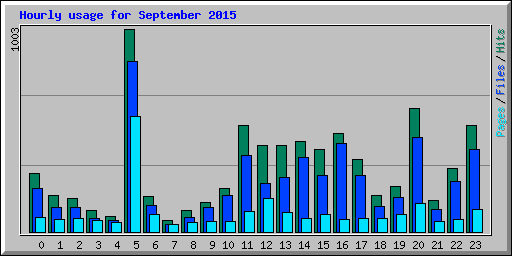 Hourly usage for September 2015
1003
Pages/Files/Hits
0 1 2 3 4 5 6 7 8 9 10 11 12 13 14 15 16 17 18 19 20 21 22 23